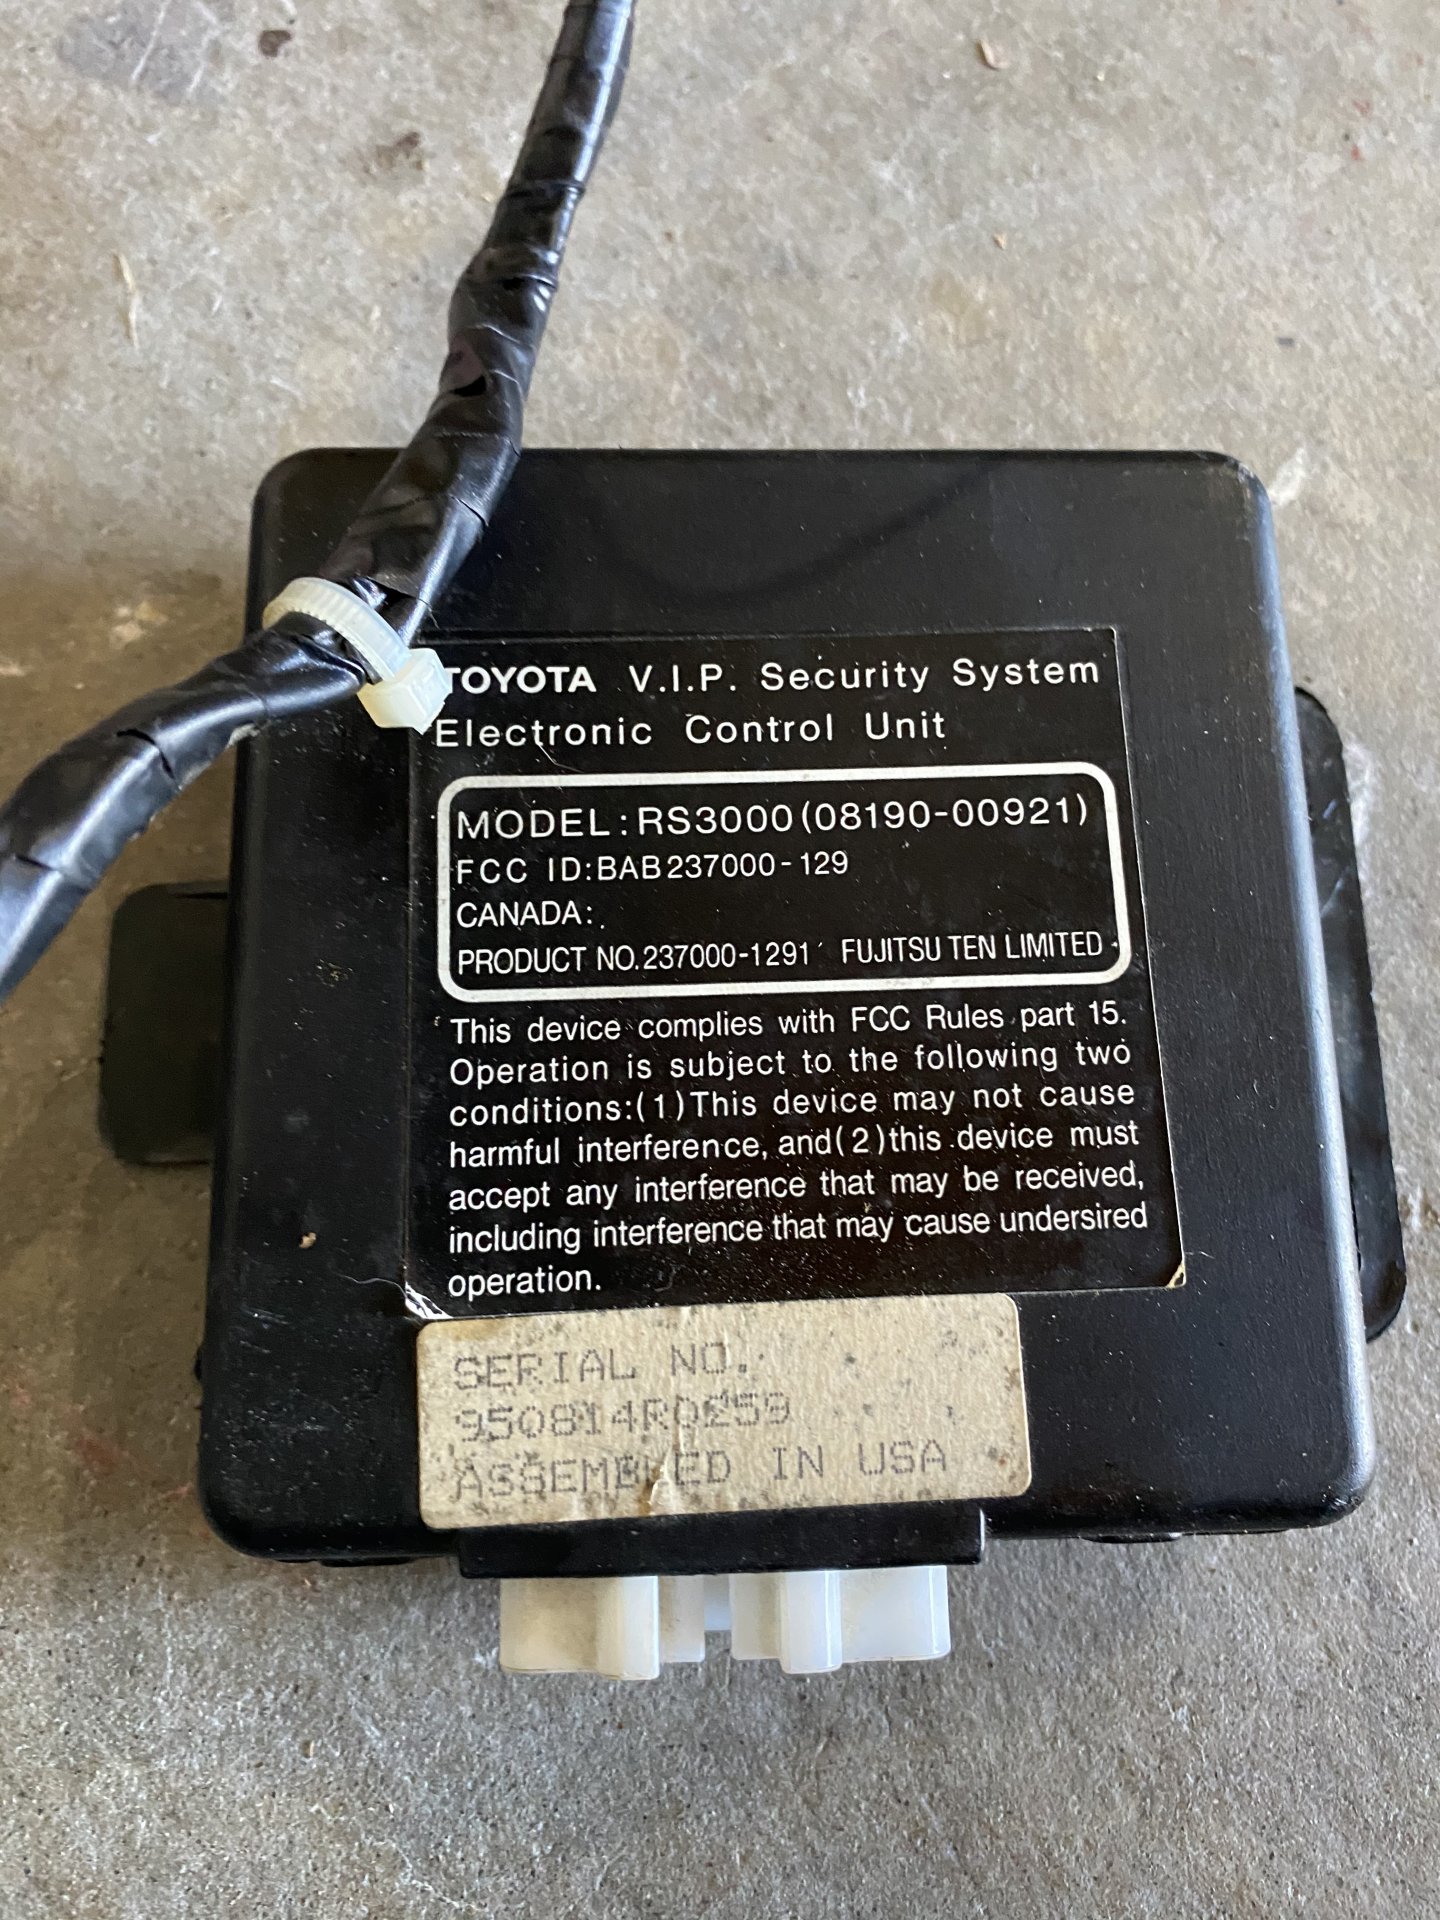 TOYOTA V.I.P. Security System
Electronic Control Unit
MODEL:RS3000(08190-00921)
FCC ID:BAB237000-129
CANADA:
PRODUCT NO.237000-1291 FUJITSU TEN LIMITED
This device complies with FCC Rules part 15.
Operation is subject to the following two
conditions:(1)This device may not cause
harmful interference, and(2)this device must
accept any interference that may be received,
including interference that may cause undersired
operation.
SERIAL NO.
950814R0259
ASSEMBLED IN USA